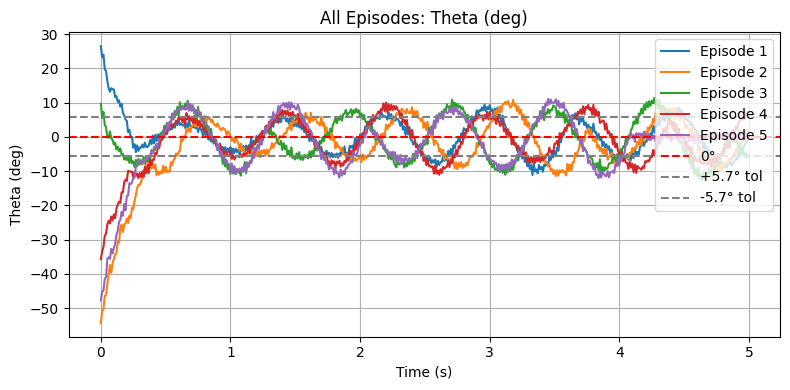 All Episodes: Theta (deg)
Theta (deg)
30
20
10
0
−10
−20
−30
−40
−50
0
1
2
3
4
5
Time (s)
Episode 1
Episode 2
Episode 3
Episode 4
Episode 5
0°
+5.7° tol
-5.7° tol